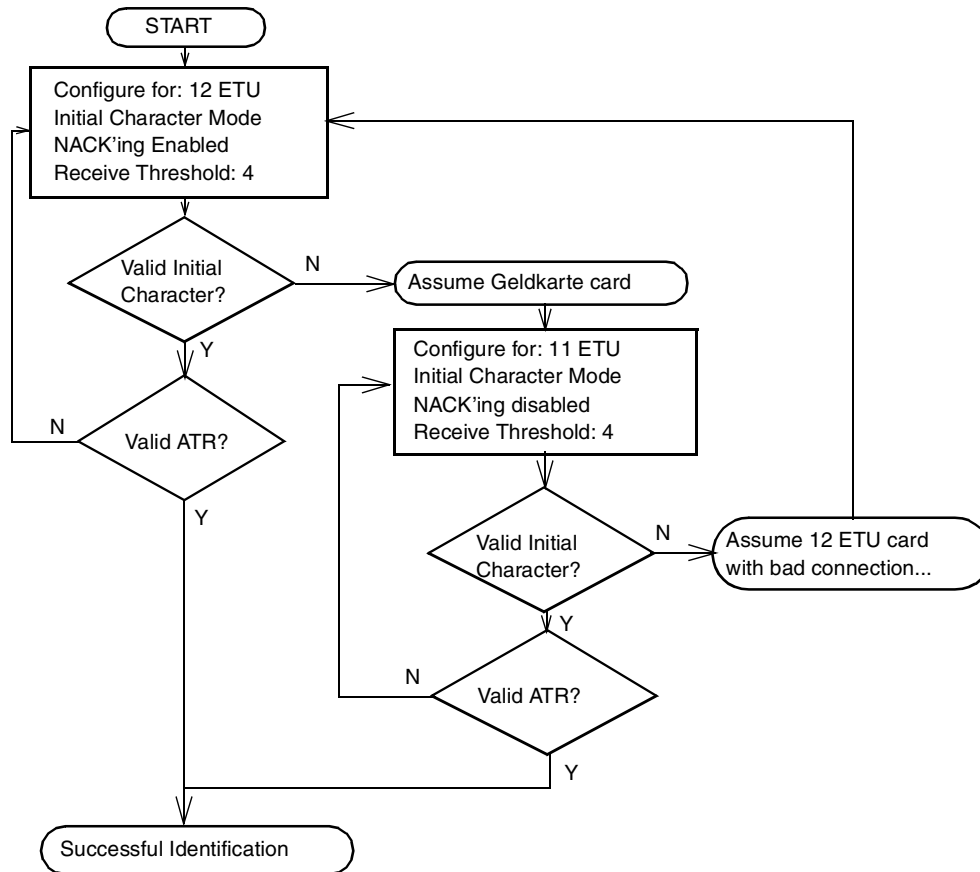 START
Configure for: 12 ETU
Initial Character Mode
NACK'ing Enabled
Receive Threshold: 4
Valid Initial
Character?
N
Assume Geldkarte card
Y
Configure for: 11 ETU
Initial Character Mode
NACK'ing disabled
Receive Threshold: 4
N
Valid ATR?
Y
Valid Initial
Character?
N
Assume 12 ETU card
with bad connection...
Y
N
Valid ATR?
Y
Successful Identification